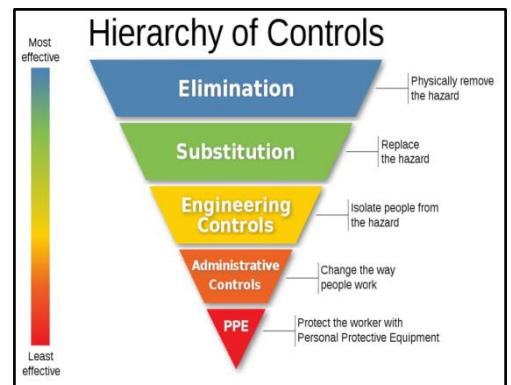 Hierarchy of Controls
Most
effective
Elimination
Physically remove
the hazard
Substitution
Replace
the hazard
Engineering
Controls
Isolate people from
the hazard
Administrative
Controls
Change the way
people work
PPE
Protect the worker with
Personal Protective Equipment
Least
effective